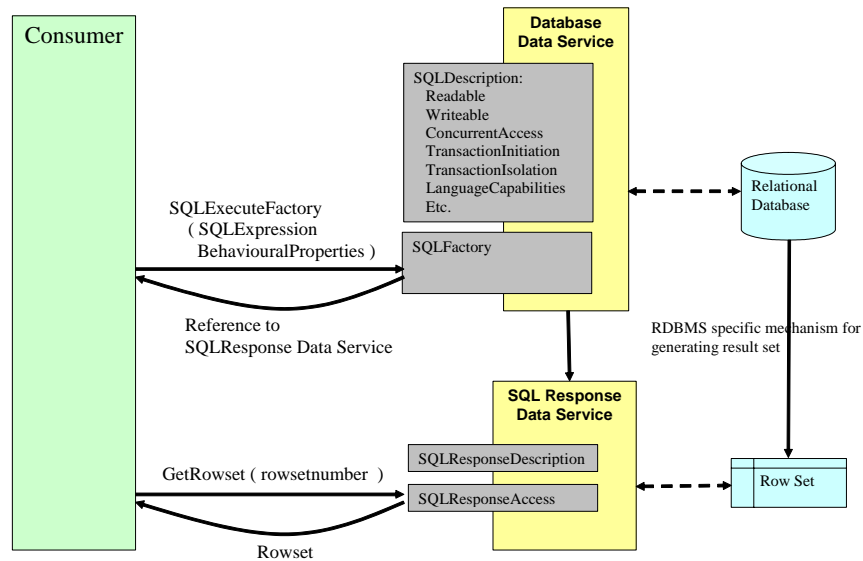 Consumer
Database
Data Service
SQLDescription:
Readable
Writeable
ConcurrentAccess
TransactionInitiation
TransactionIsolation
LanguageCapabilities
Etc.
SQLFactory
SQLExecuteFactory
( SQLExpression
BehaviouralProperties )
Reference to
SQLResponse Data Service
Relational
Database
RDBMS specific mechanism for
generating result set
SQL Response
Data Service
SQLResponseDescription
SQLResponseAccess
GetRowset ( rowsetnumber )
Rowset
Row Set